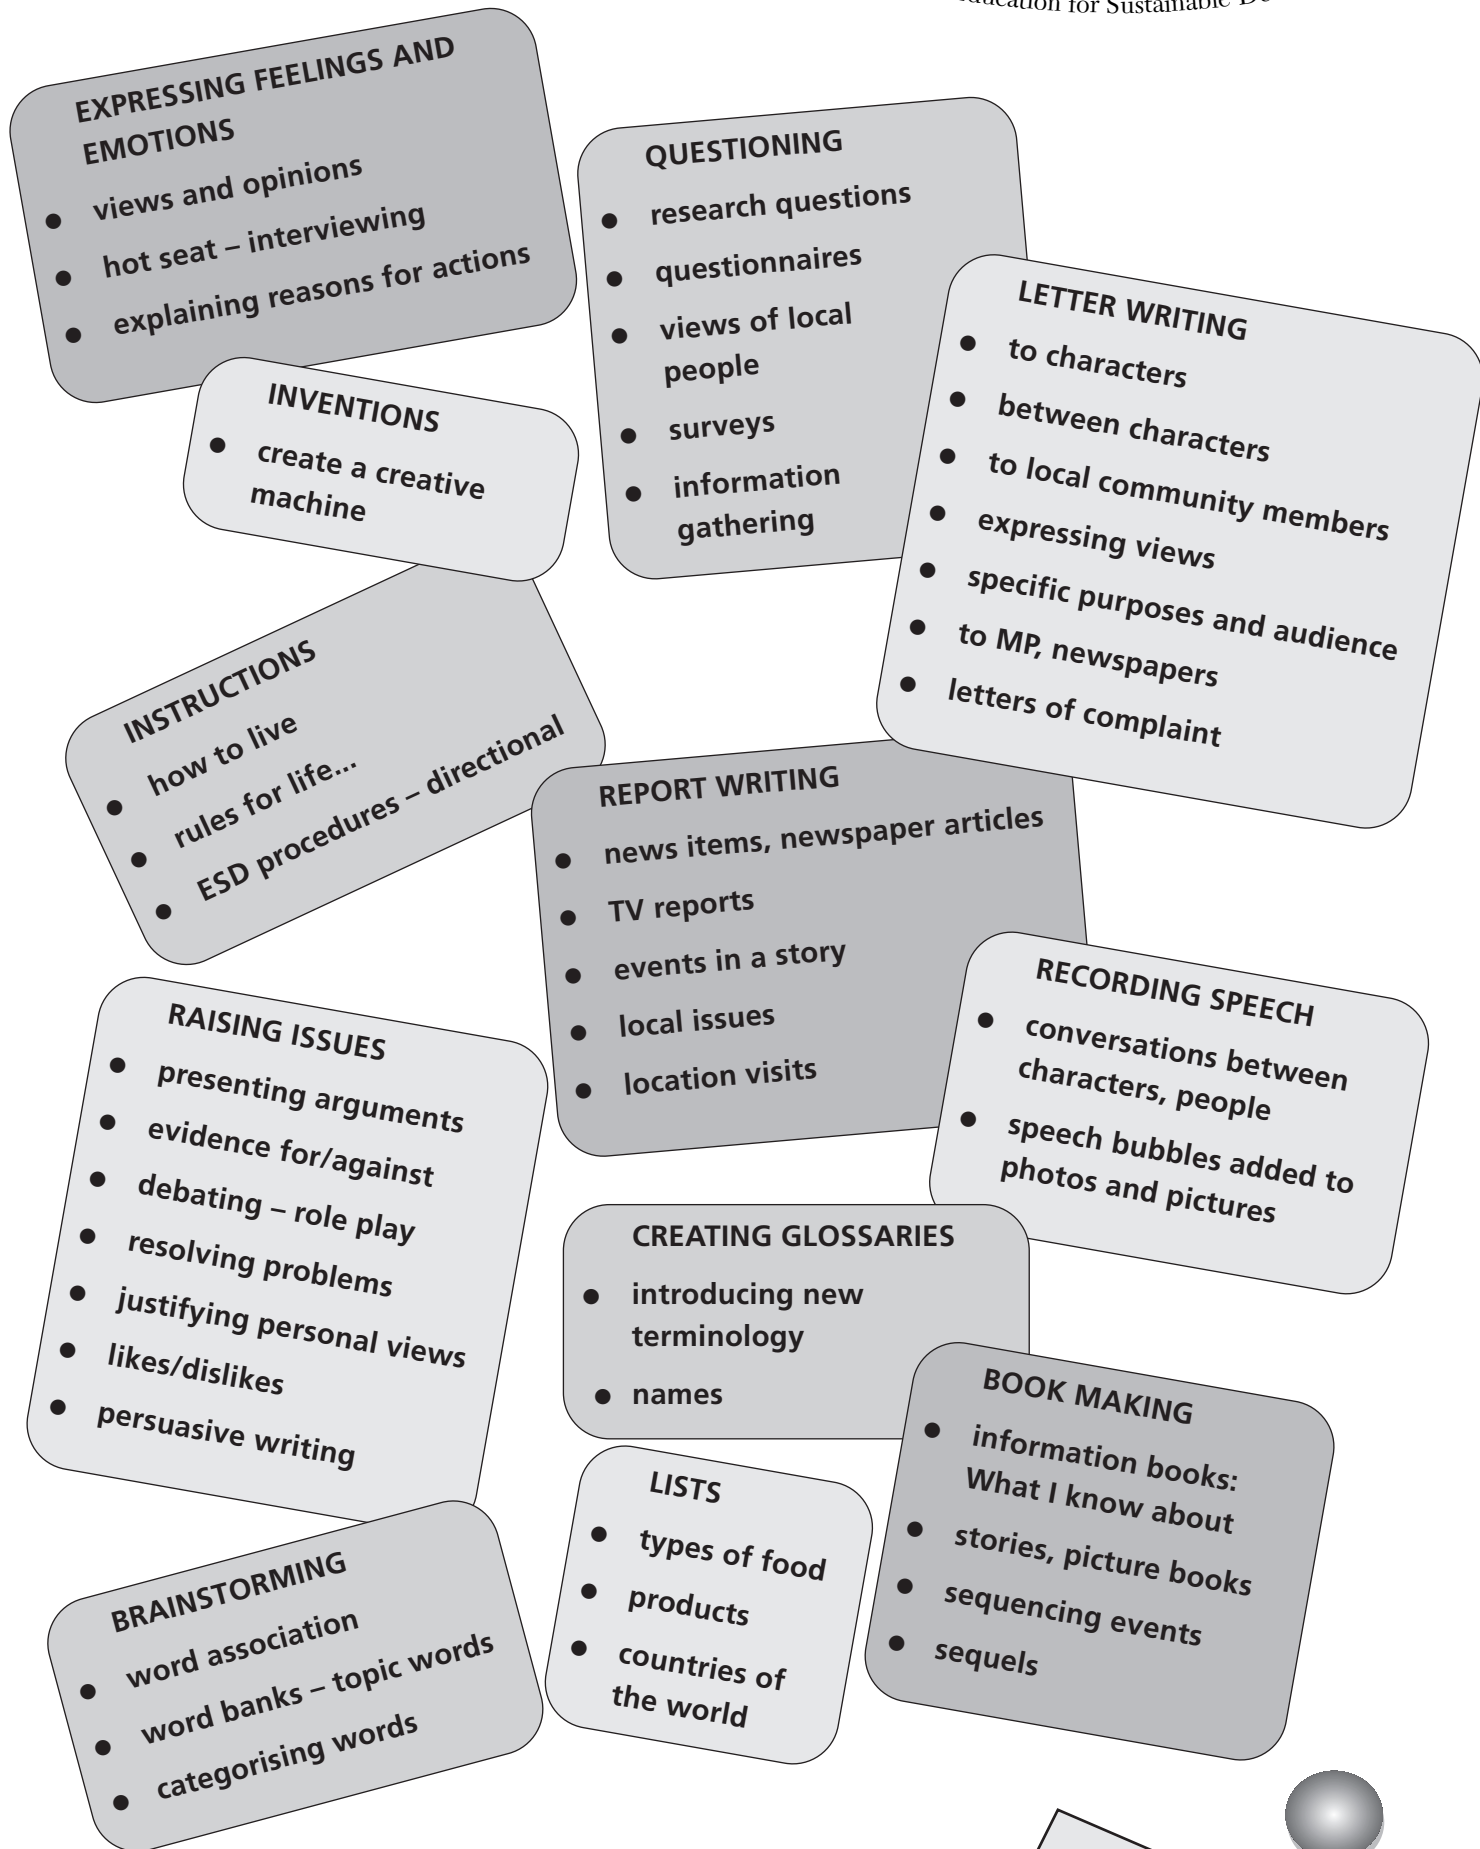 Education for Sustainable
EXPRESSING FEELINGS AND
EMOTIONS
● views and opinions
● hot seat – interviewing
● explaining reasons for actions
QUESTIONING
● research questions
● questionnaires
● views of local
people
● surveys
● information
gathering
LETTER WRITING
● to characters
● between characters
● to local community members
● expressing views
● specific purposes and audience
● to MP, newspapers
● letters of complaint
INVENTIONS
● create a creative
machine
INSTRUCTIONS
● how to live
● rules for life...
● ESD procedures – directional
REPORT WRITING
● news items, newspaper articles
● TV reports
● events in a story
● local issues
● location visits
RECORDING SPEECH
● conversations between
characters, people
● speech bubbles added to
photos and pictures
RAISING ISSUES
● presenting arguments
● evidence for/against
● debating – role play
● resolving problems
● justifying personal views
● likes/dislikes
● persuasive writing
CREATING GLOSSARIES
● introducing new
terminology
● names
BOOK MAKING
● information books:
What I know about
● stories, picture books
● sequencing events
● sequels
LISTS
● types of food
● products
● countries of
the world
BRAINSTORMING
● word association
● word banks – topic words
● categorising words